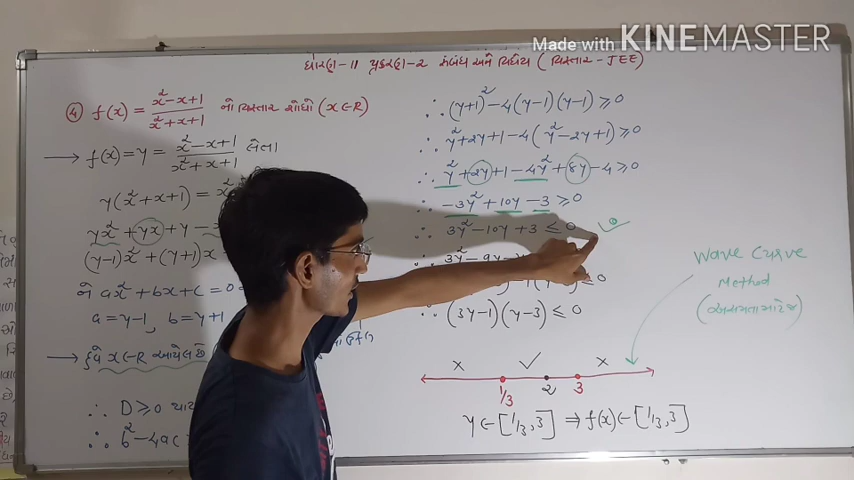 Made with KINEMASTER
ધોરણ-11 પ્રકરણ-2 સંબંધ અને વિધેય (વિસ્તાર-JEE)
④ f(x) = x²-x+1 / x²+x+1 નો વિસ્તાર શોધો (x∈R)
→ f(x) = y = x²-x+1 / x²+x+1 લેતા
y(x²+x+1) = x²
yx² + yx + y -
(y-1)x² + (y+1)x
ને ax²+bx+c=0
a=y-1, b=y+1
→ હવે x∈R આપેલ છે
∴ D≥0
∴ b²-4ac
∴ (y+1)²-4(y-1)(y-1)≥0
∴ y²+2y+1-4(y²-2y+1)≥0
∴ y²+2y+1-4y²+8y-4≥0
∴ -3y²+10y-3≥0
∴ 3y²-10y+3≤0
∴ 3y²-9y-y
≤0
∴ (3y-1)(y-3)≤0
Wave Curve
Method
x ✓ x
1/3 2 3
y∈[1/3,3] ⇒ f(x)∈[1/3,3]